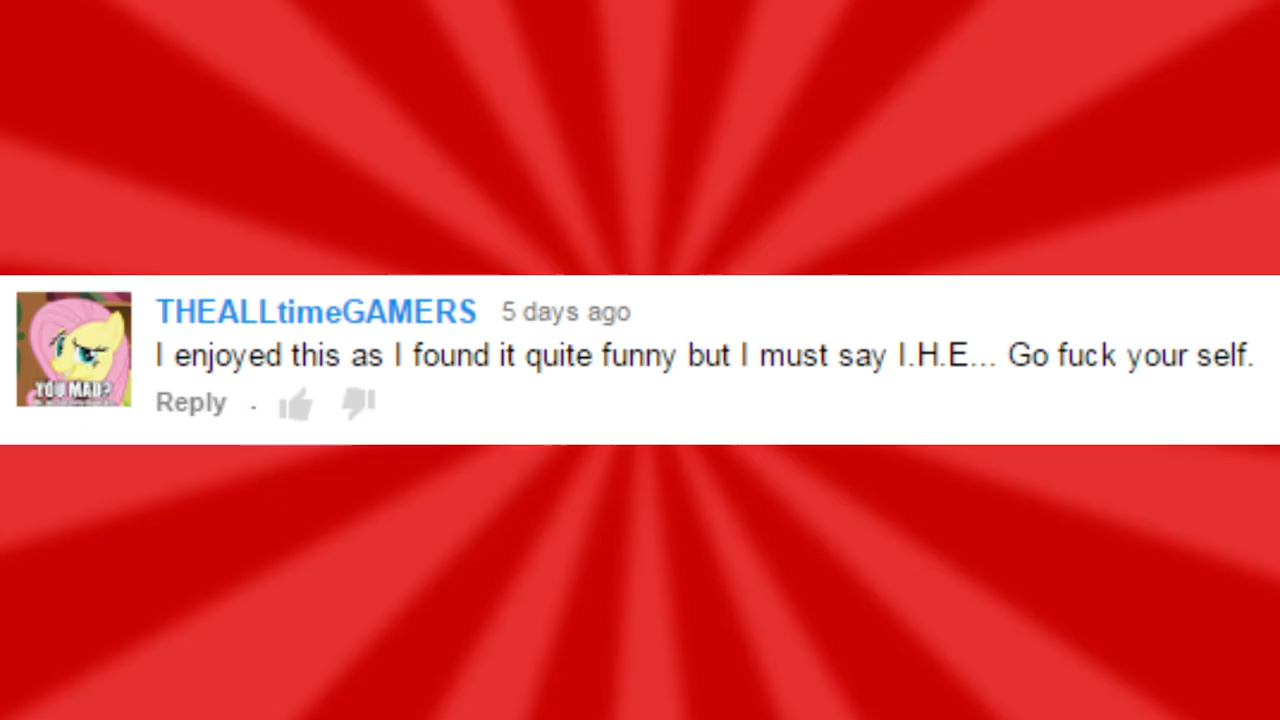 THEALLtimeGAMERS 5 days ago
I enjoyed this as I found it quite funny but I must say I.H.E... Go fuck your self.
YOU MAD?
Reply .